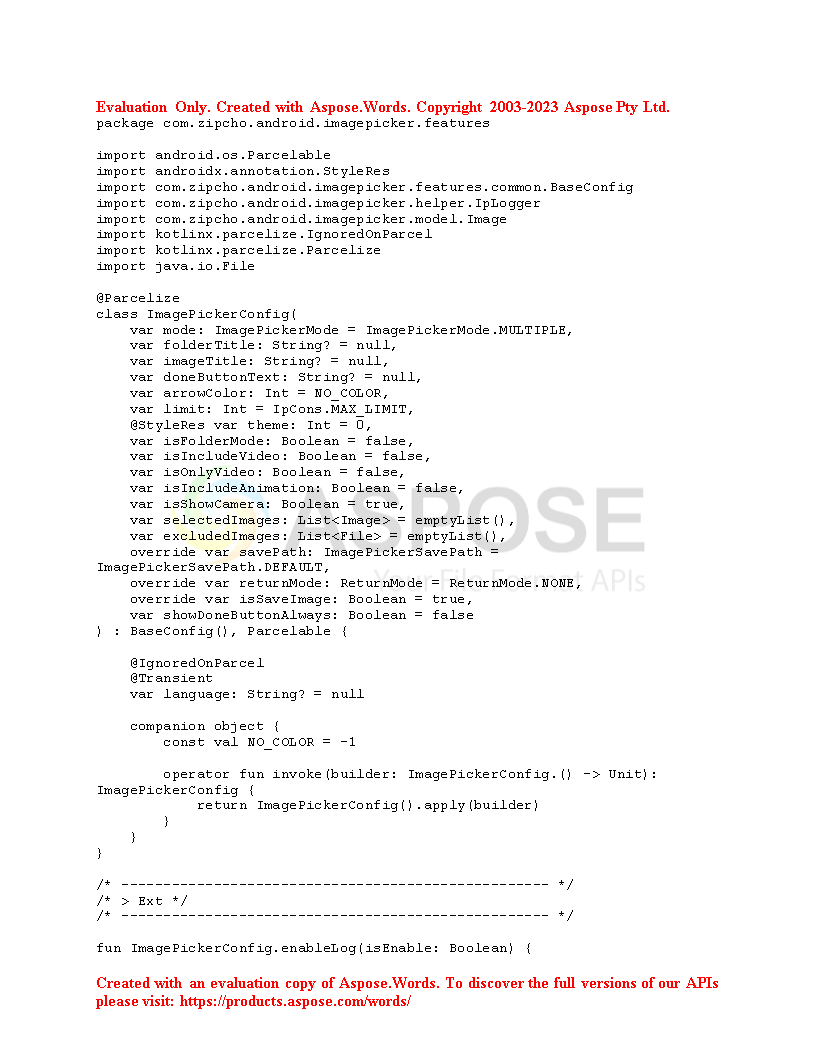 Evaluation Only. Created with Aspose.Words. Copyright 2003-2023 Aspose Pty Ltd.
package com.zipcho.android.imagepicker.features

import android.os.Parcelable
import androidx.annotation.StyleRes
import com.zipcho.android.imagepicker.features.common.BaseConfig
import com.zipcho.android.imagepicker.helper.IpLogger
import com.zipcho.android.imagepicker.model.Image
import kotlinx.parcelize.IgnoredOnParcel
import kotlinx.parcelize.Parcelize
import java.io.File

@Parcelize
class ImagePickerConfig(
    var mode: ImagePickerMode = ImagePickerMode.MULTIPLE,
    var folderTitle: String? = null,
    var imageTitle: String? = null,
    var doneButtonText: String? = null,
    var arrowColor: Int = NO_COLOR,
    var limit: Int = IpCons.MAX_LIMIT,
    @StyleRes var theme: Int = 0,
    var isFolderMode: Boolean = false,
    var isIncludeVideo: Boolean = false,
    var isOnlyVideo: Boolean = false,
    var isIncludeAnimation: Boolean = false,
    var isShowCamera: Boolean = true,
    var selectedImages: List<Image> = emptyList(),
    var excludedImages: List<File> = emptyList(),
    override var savePath: ImagePickerSavePath =
ImagePickerSavePath.DEFAULT,
    override var returnMode: ReturnMode = ReturnMode.NONE,
    override var isSaveImage: Boolean = true,
    var showDoneButtonAlways: Boolean = false
) : BaseConfig(), Parcelable {

    @IgnoredOnParcel
    @Transient
    var language: String? = null

    companion object {
        const val NO_COLOR = -1

        operator fun invoke(builder: ImagePickerConfig.() -> Unit):
ImagePickerConfig {
            return ImagePickerConfig().apply(builder)
        }
    }
}

/* --------------------------------------------------- */
/* > Ext */
/* --------------------------------------------------- */

fun ImagePickerConfig.enableLog(isEnable: Boolean) {

ASPOSE
Your File Format APIs

Created with an evaluation copy of Aspose.Words. To discover the full versions of our APIs
please visit: https://products.aspose.com/words/